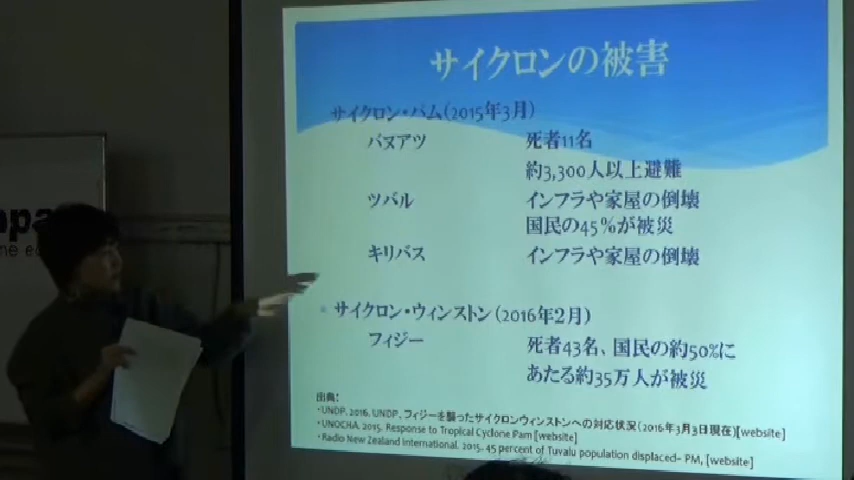 サイクロンの被害
サイクロン・パム(2015年3月)
バヌアツ 死者11名
約3,300人以上避難
ツバル インフラや家屋の倒壊
国民の45%が被災
キリバス インフラや家屋の倒壊
サイクロン・ウィンストン(2016年2月)
フィジー 死者43名、国民の約50%に
あたる約35万人が被災
出典:
・UNDP. 2016. UNDP、フィジーを襲ったサイクロンウィンストンへの対応状況(2016年3月3日現在)[website]
・UNOCHA. 2015. Response to Tropical Cyclone Pam [website]
・Radio New Zealand International. 2015. 45 percent of Tuvalu population displaced– PM, [website]